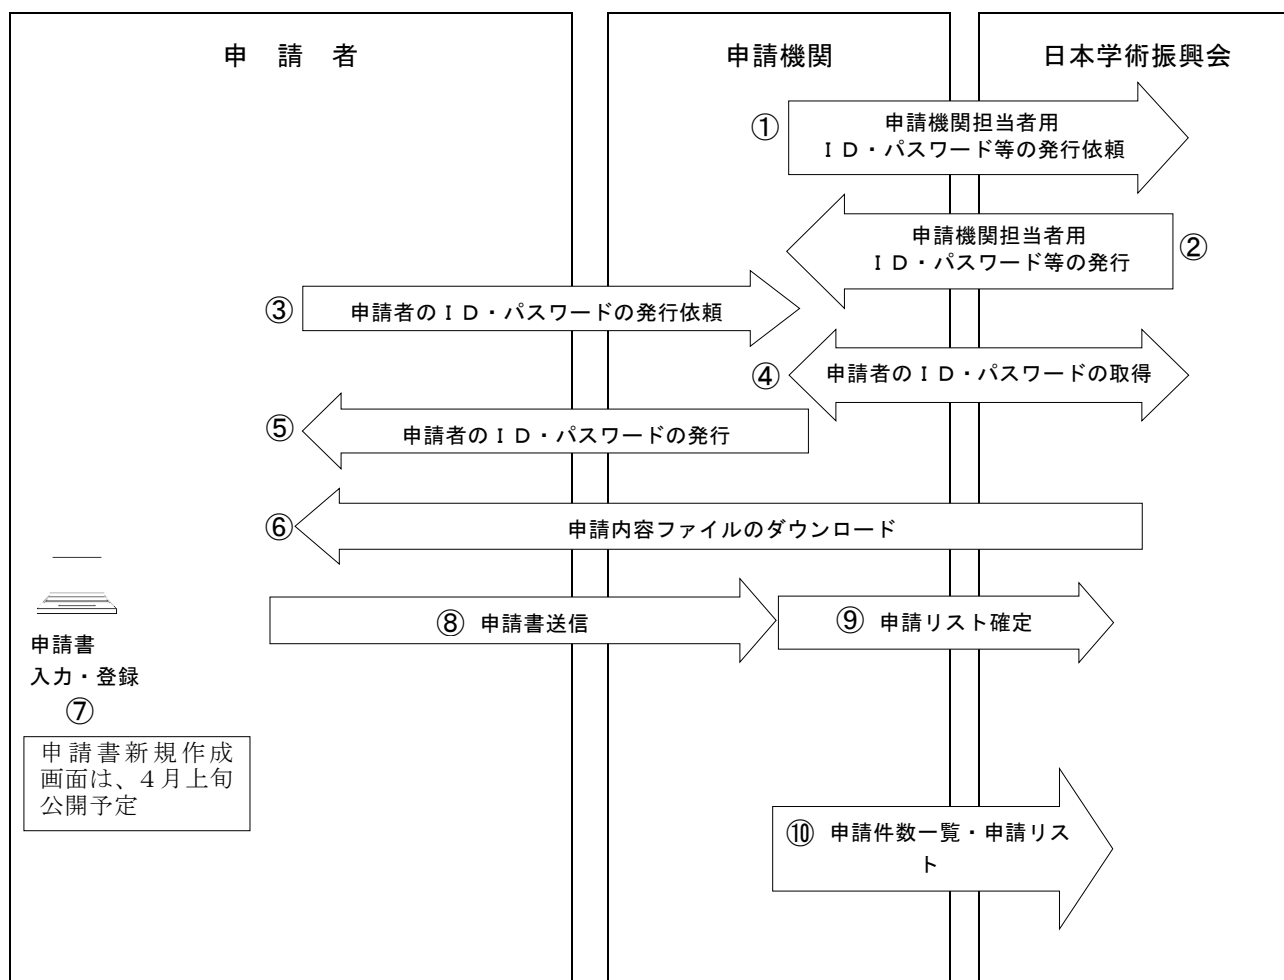 申　請　者
申請機関
日本学術振興会
①
申請機関担当者用
ＩＤ・パスワード等の発行依頼
申請機関担当者用
ＩＤ・パスワード等の発行
②
③
申請者のＩＤ・パスワードの発行依頼
④
申請者のＩＤ・パスワードの取得
⑤
申請者のＩＤ・パスワードの発行
⑥
申請内容ファイルのダウンロード
⑧ 申請書送信
⑨ 申請リスト確定
申請書
入力・登録
⑦
申請書新規作成
画面は、４月上旬
公開予定
⑩ 申請件数一覧・申請リス
ト